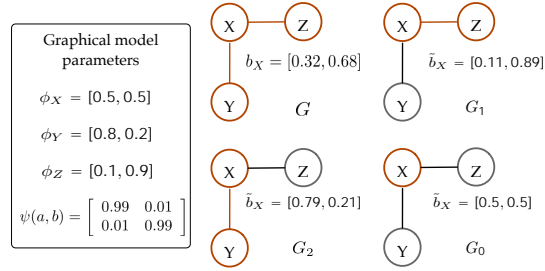 Graphical model
parameters
ϕ_X = [0.5, 0.5]
ϕ_Y = [0.8, 0.2]
ϕ_Z = [0.1, 0.9]
ψ(a, b) = [ 0.99 0.01
0.01 0.99 ]
X Z
b_X = [0.32, 0.68]
Y
G
X Z
b̃_X = [0.11, 0.89]
Y
G_1
X Z
b̃_X = [0.79, 0.21]
Y
G_2
X Z
b̃_X = [0.5, 0.5]
Y
G_0